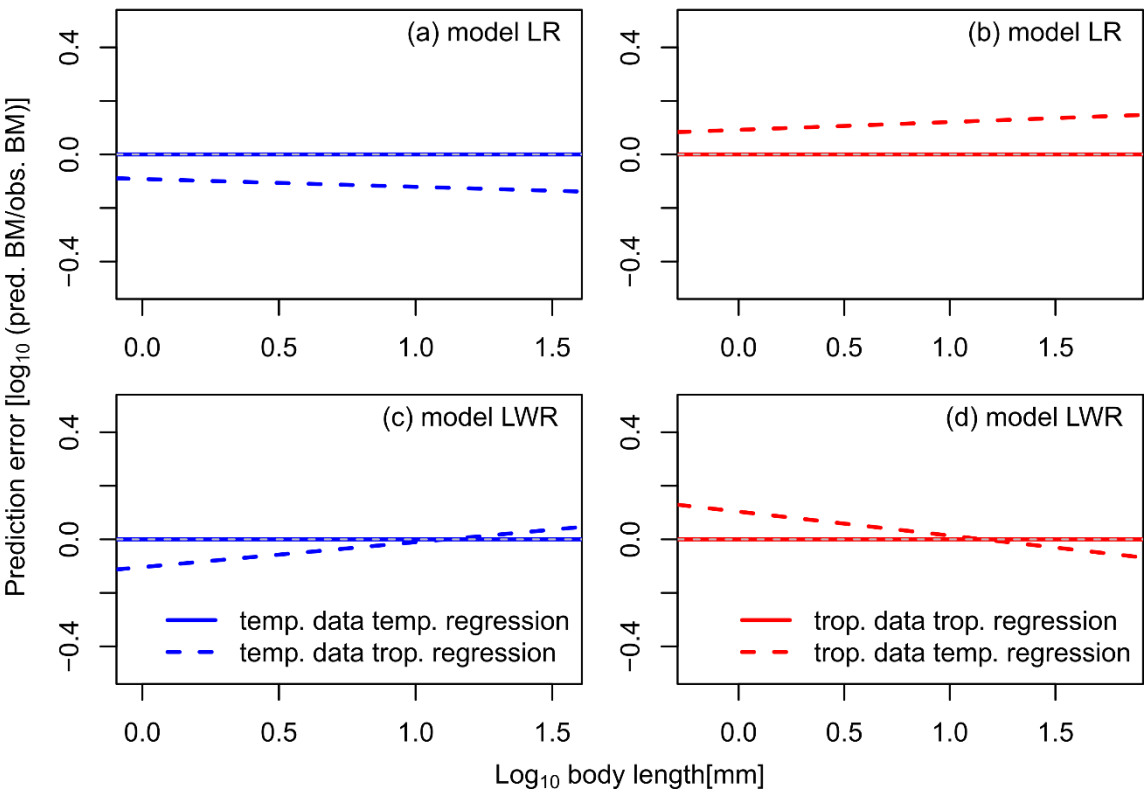 Prediction error [log10 (pred. BM/obs. BM)]
(a) model LR
0.4
0.0
−0.4
0.0 0.5 1.0 1.5
(b) model LR
0.4
0.0
−0.4
0.0 0.5 1.0 1.5
(c) model LWR
0.4
0.0
−0.4
temp. data temp. regression
temp. data trop. regression
0.0 0.5 1.0 1.5
(d) model LWR
0.4
0.0
−0.4
trop. data trop. regression
trop. data temp. regression
0.0 0.5 1.0 1.5
Log10 body length[mm]